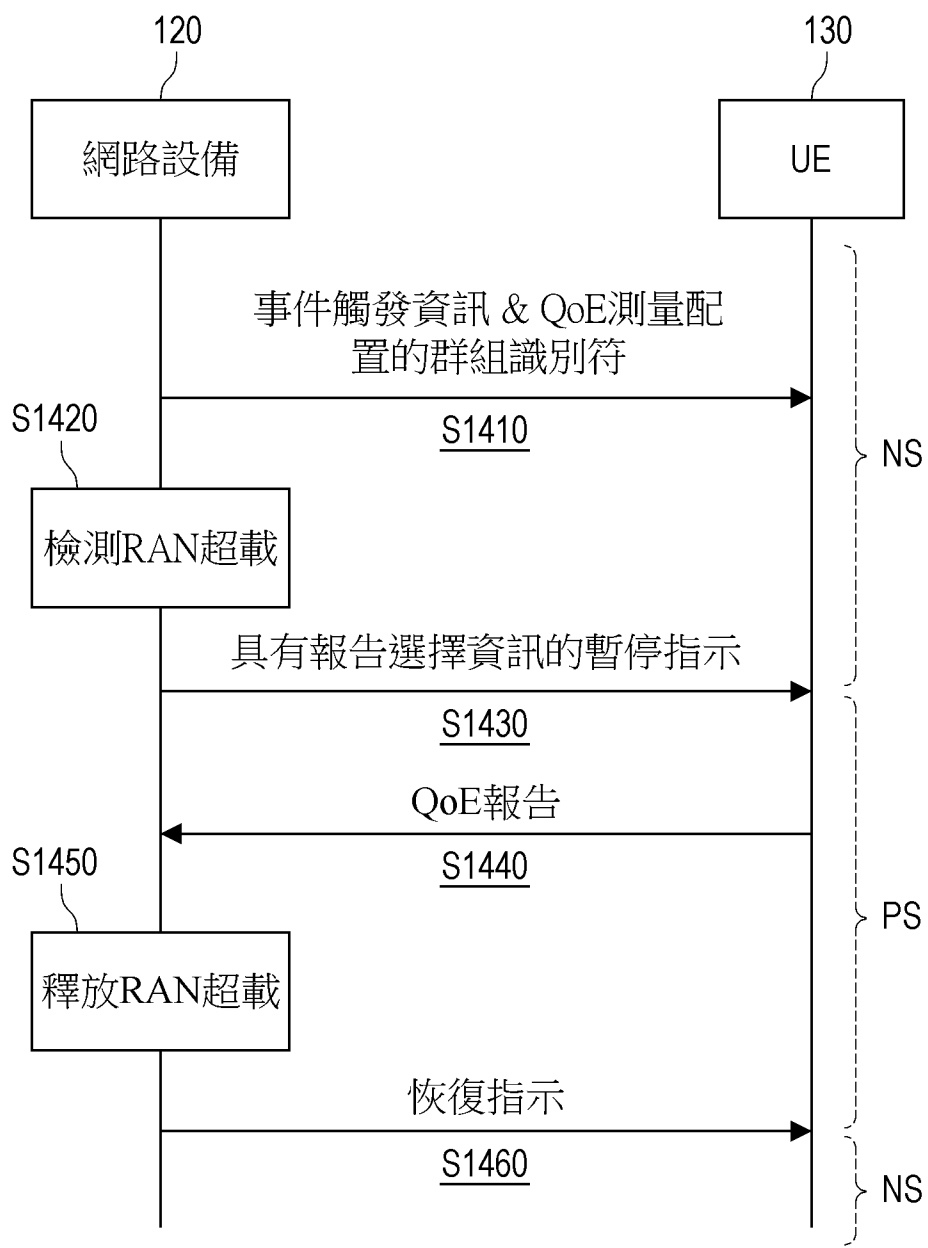 120
130
網路設備
UE
事件觸發資訊 & QoE測量配
置的群組識別符
S1410
S1420
NS
檢測RAN超載
具有報告選擇資訊的暫停指示
S1430
QoE報告
S1440
S1450
PS
釋放RAN超載
恢復指示
S1460
NS